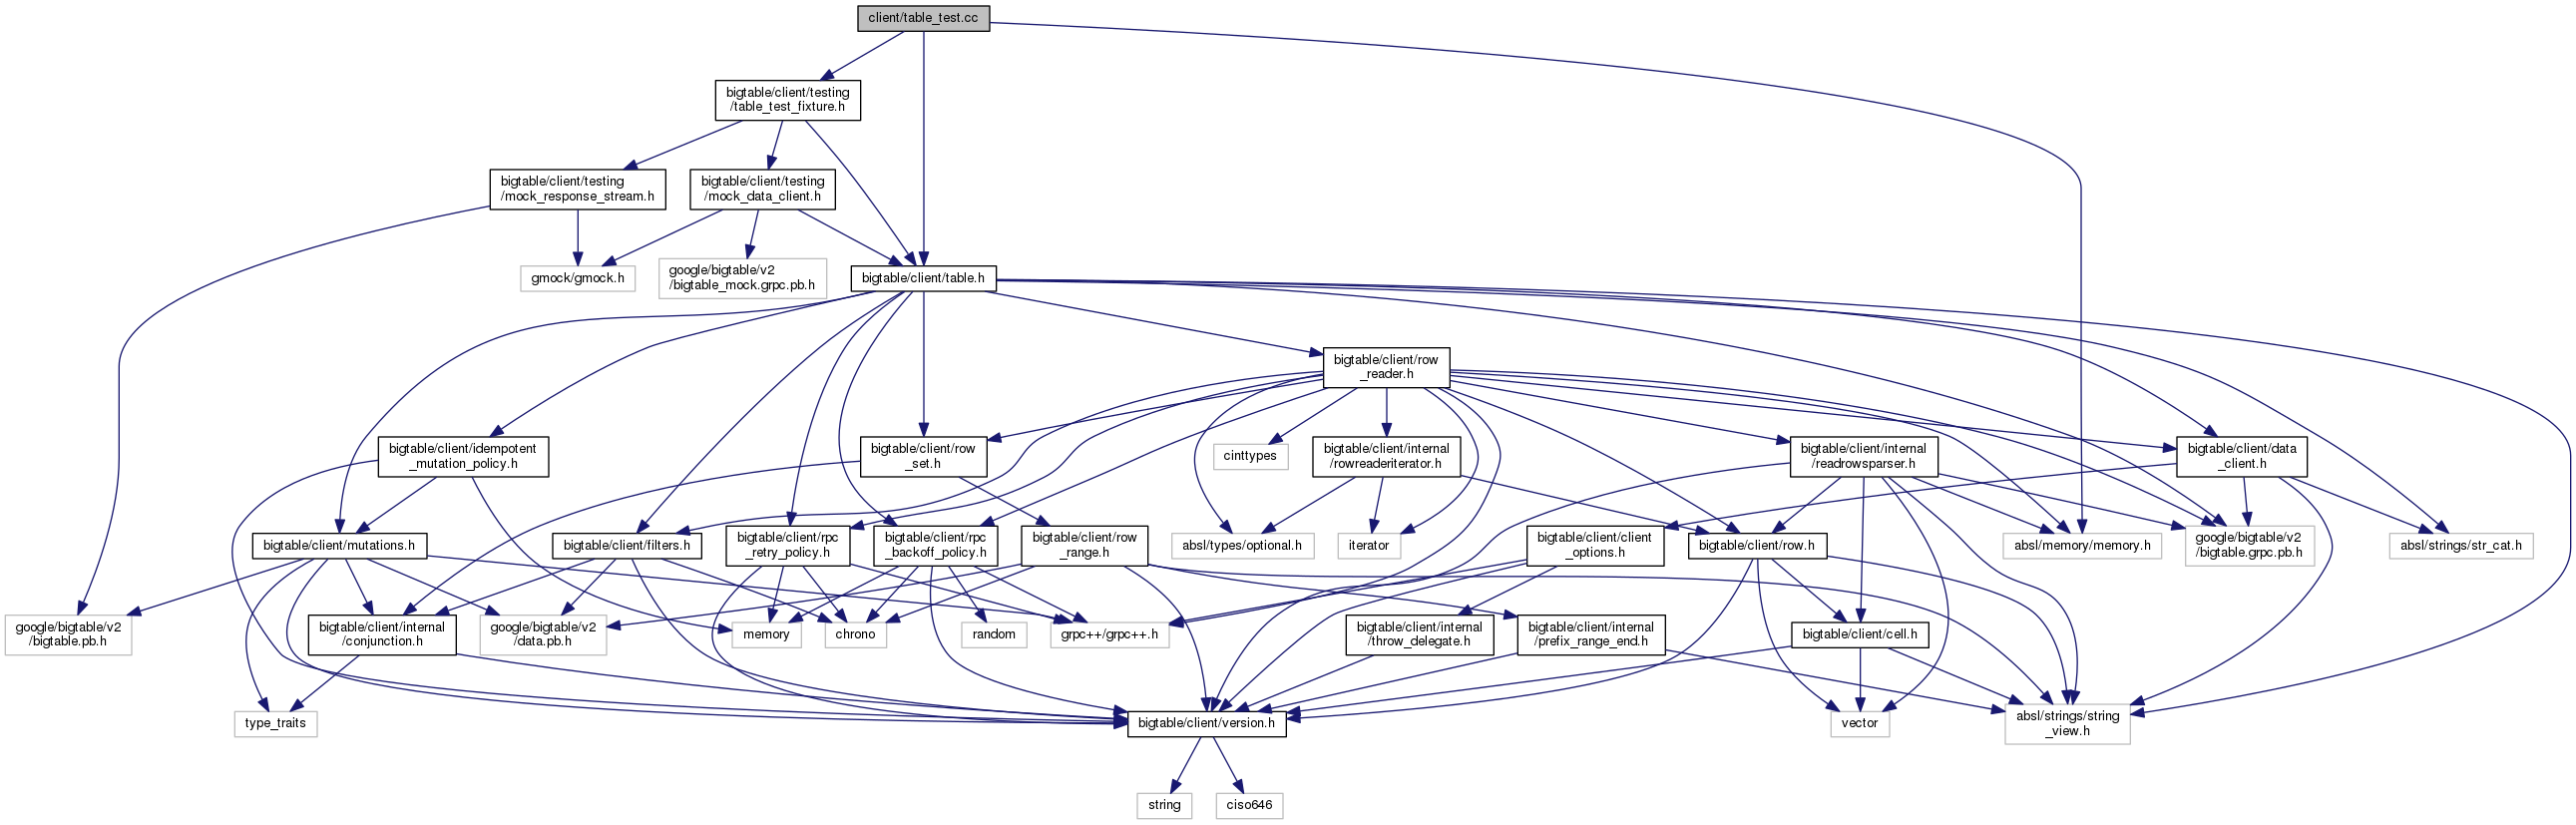 client/table_test.cc
bigtable/client/testing
/table_test_fixture.h
bigtable/client/testing
/mock_response_stream.h
bigtable/client/testing
/mock_data_client.h
gmock/gmock.h
google/bigtable/v2
/bigtable_mock.grpc.pb.h
bigtable/client/table.h
bigtable/client/row
_reader.h
bigtable/client/idempotent
_mutation_policy.h
bigtable/client/row
_set.h
cinttypes
bigtable/client/internal
/rowreaderiterator.h
bigtable/client/internal
/readrowsparser.h
bigtable/client/data
_client.h
bigtable/client/mutations.h
bigtable/client/filters.h
bigtable/client/rpc
_retry_policy.h
bigtable/client/rpc
_backoff_policy.h
bigtable/client/row
_range.h
absl/types/optional.h
iterator
bigtable/client/client
_options.h
bigtable/client/row.h
absl/memory/memory.h
google/bigtable/v2
/bigtable.grpc.pb.h
absl/strings/str_cat.h
google/bigtable/v2
/bigtable.pb.h
bigtable/client/internal
/conjunction.h
google/bigtable/v2
/data.pb.h
memory
chrono
random
grpc++/grpc++.h
bigtable/client/internal
/throw_delegate.h
bigtable/client/internal
/prefix_range_end.h
bigtable/client/cell.h
type_traits
bigtable/client/version.h
vector
absl/strings/string
_view.h
string
ciso646